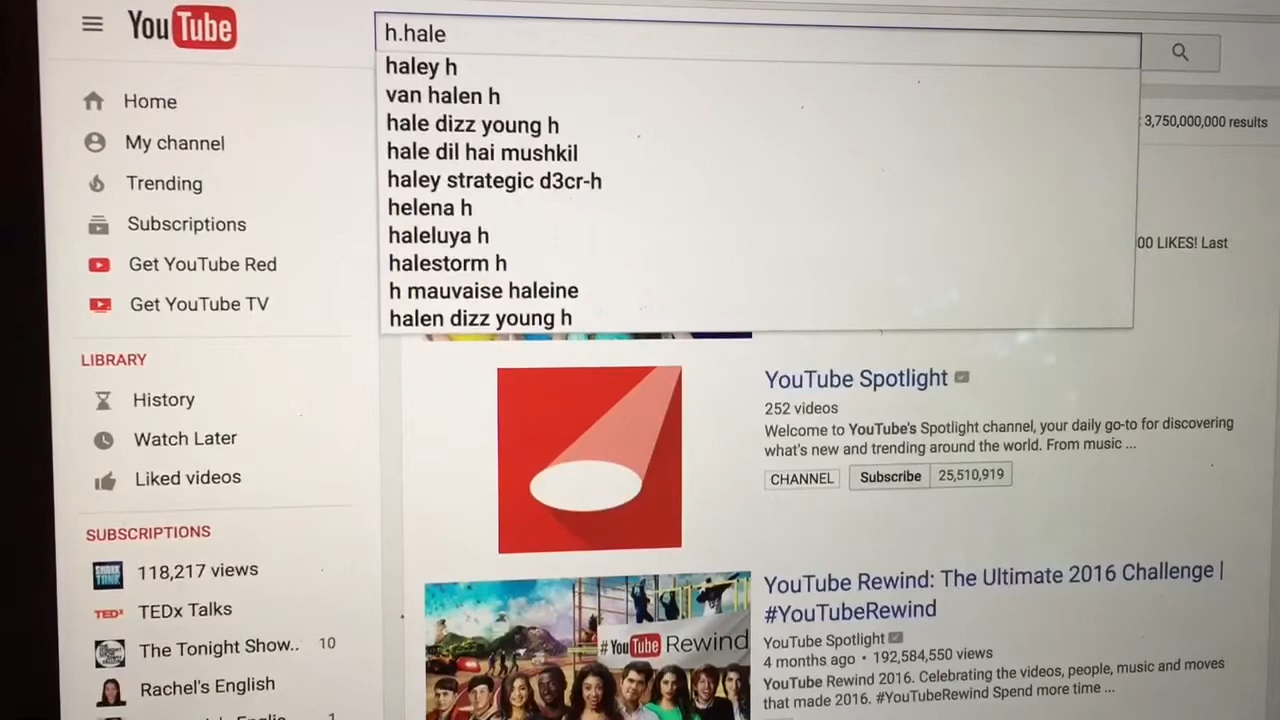 YouTube
h.hale
haley h
van halen h
hale dizz young h
hale dil hai mushkil
haley strategic d3cr-h
helena h
haleluya h
halestorm h
h mauvaise haleine
halen dizz young h
3,750,000,000 results
00 LIKES! Last
Home
My channel
Trending
Subscriptions
Get YouTube Red
Get YouTube TV
LIBRARY
History
Watch Later
Liked videos
SUBSCRIPTIONS
SHARK TANK
118,217 views
TEDx
TEDx Talks
The Tonight Show.. 10
Rachel's English
1
YouTube Spotlight
252 videos
Welcome to YouTube's Spotlight channel, your daily go-to for discovering
what's new and trending around the world. From music ...
CHANNEL Subscribe 25,510,919
#YouTube Rewind
YouTube Rewind: The Ultimate 2016 Challenge |
#YouTubeRewind
YouTube Spotlight
4 months ago • 192,584,550 views
YouTube Rewind 2016. Celebrating the videos, people, music and moves
that made 2016. #YouTubeRewind Spend more time ...